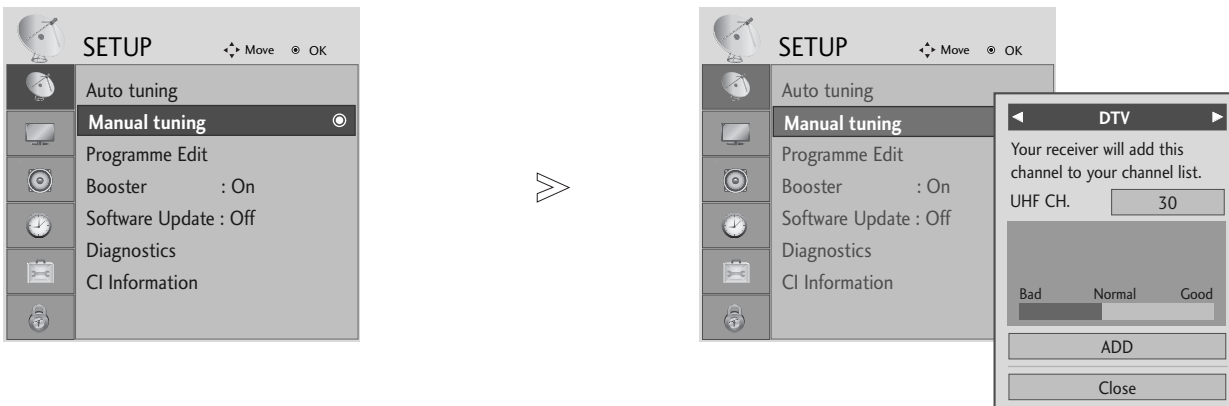 SETUP
Move OK
Auto tuning
Manual tuning
Programme Edit
Booster : On
Software Update : Off
Diagnostics
CI Information
SETUP
Move OK
Auto tuning
Manual tuning
Programme Edit
Booster : On
Software Update : Off
Diagnostics
CI Information
DTV
Your receiver will add this
channel to your channel list.
UHF CH. 30
Bad Normal Good
ADD
Close